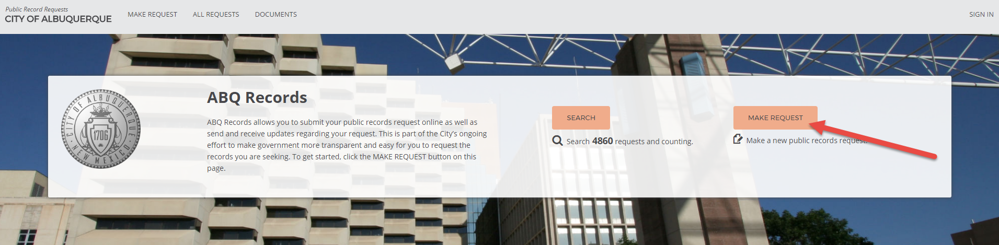 Public Record Requests
CITY OF ALBUQUERQUE
MAKE REQUEST
ALL REQUESTS
DOCUMENTS
SIGN IN
CITY OF ALBUQUERQUE
1706
NEW MEXICO
ABQ Records
ABQ Records allows you to submit your public records request online as well as
send and receive updates regarding your request. This is part of the City's ongoing
effort to make government more transparent and easy for you to request the
records you are seeking. To get started, click the MAKE REQUEST button on this
page.
SEARCH
Search 4860 requests and counting.
MAKE REQUEST
Make a new public records request.